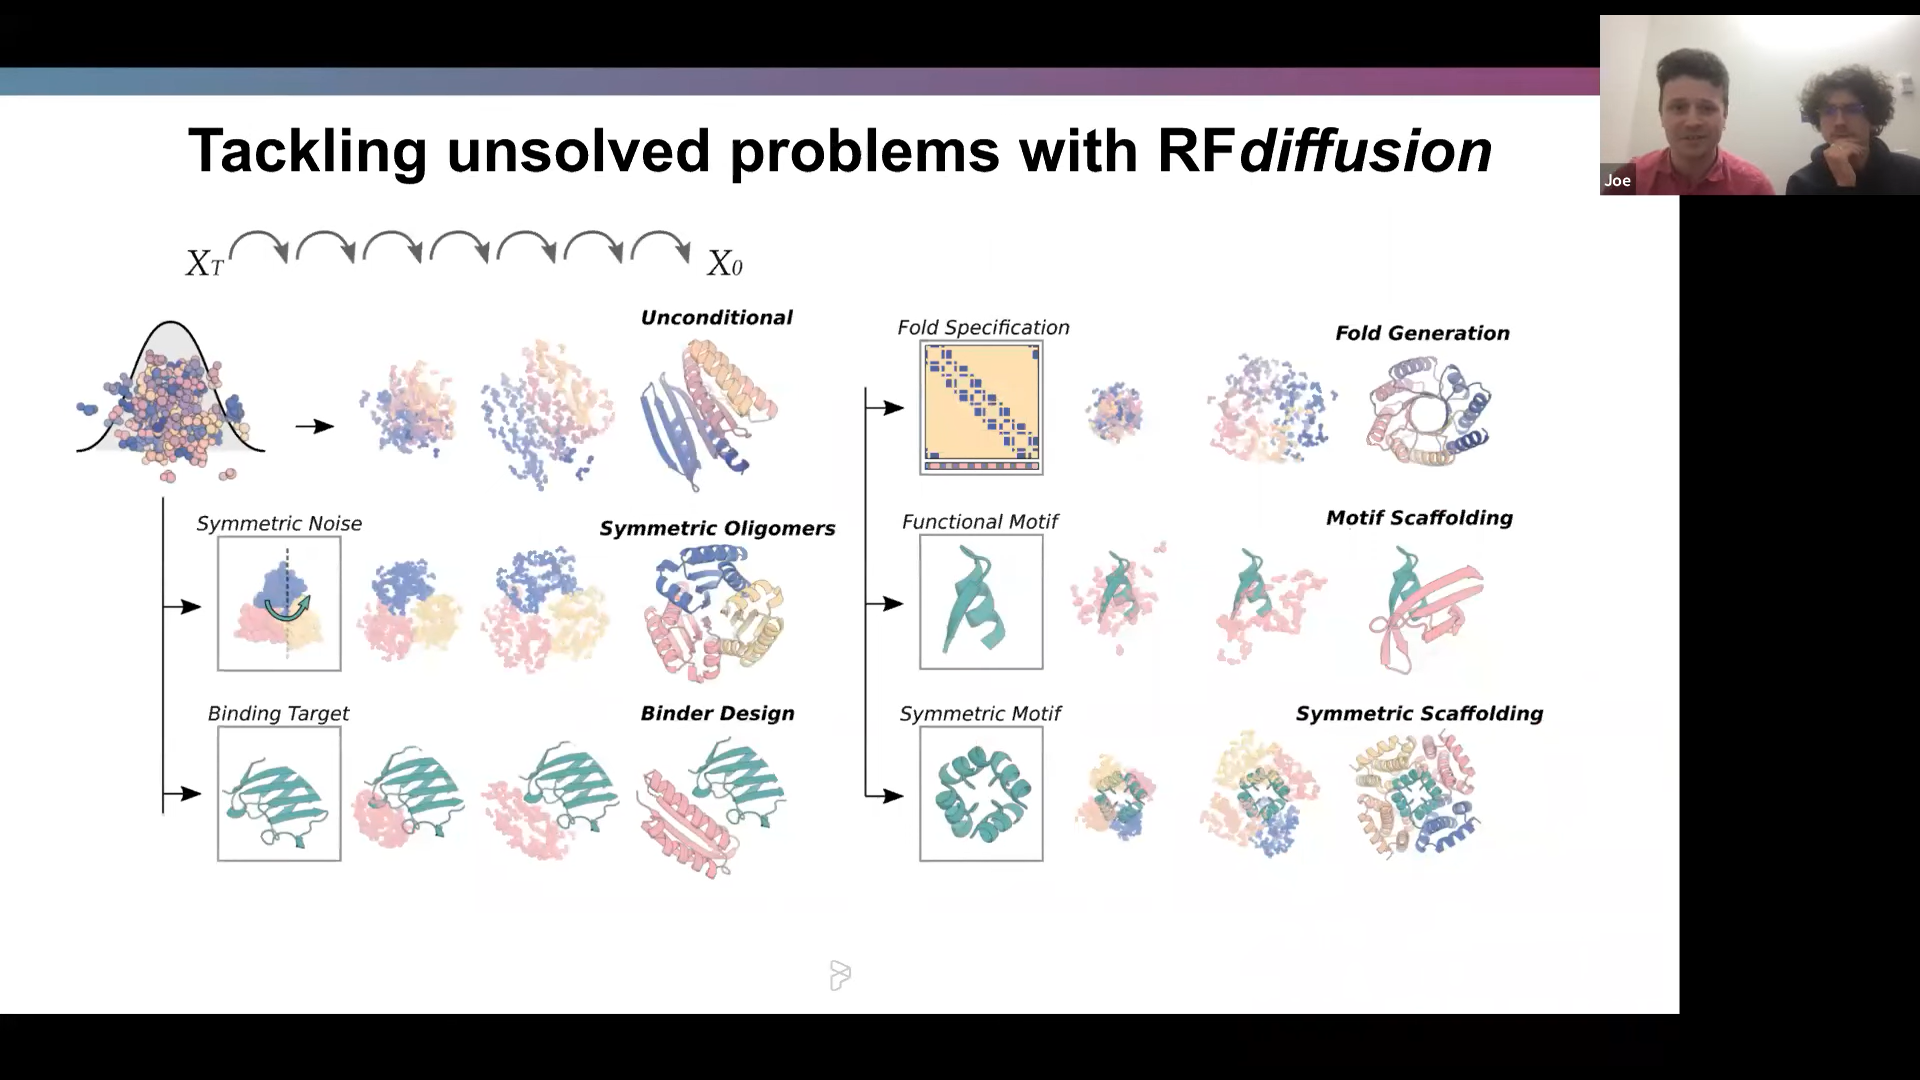 Tackling unsolved problems with RFdiffusion
Joe
XT
X0
Unconditional
Symmetric Noise
Symmetric Oligomers
Binding Target
Binder Design
Fold Specification
Fold Generation
Functional Motif
Motif Scaffolding
Symmetric Motif
Symmetric Scaffolding